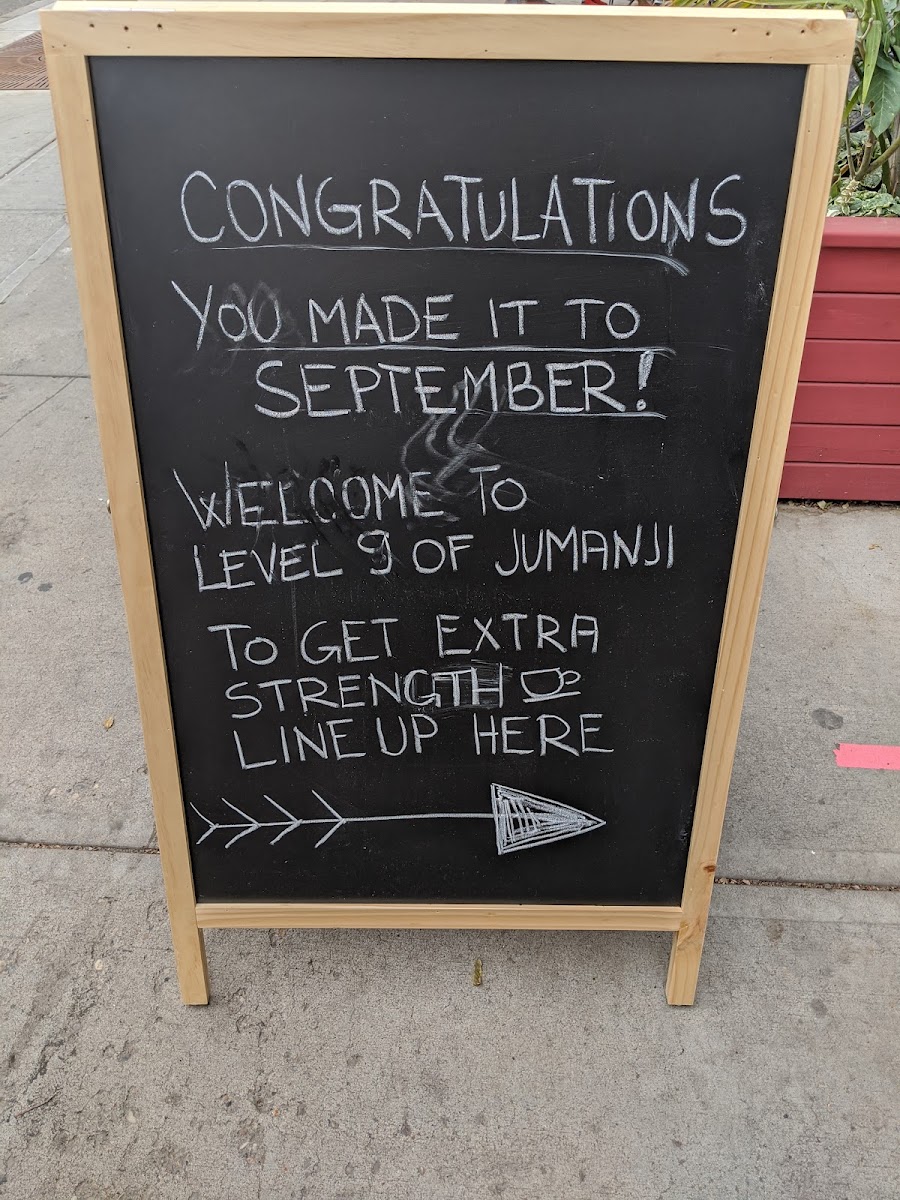 CONGRATULATIONS
YOU MADE IT TO
SEPTEMBER!
WELCOME TO
LEVEL 9 OF JUMANJI
TO GET EXTRA
STRENGTH
LINE UP HERE